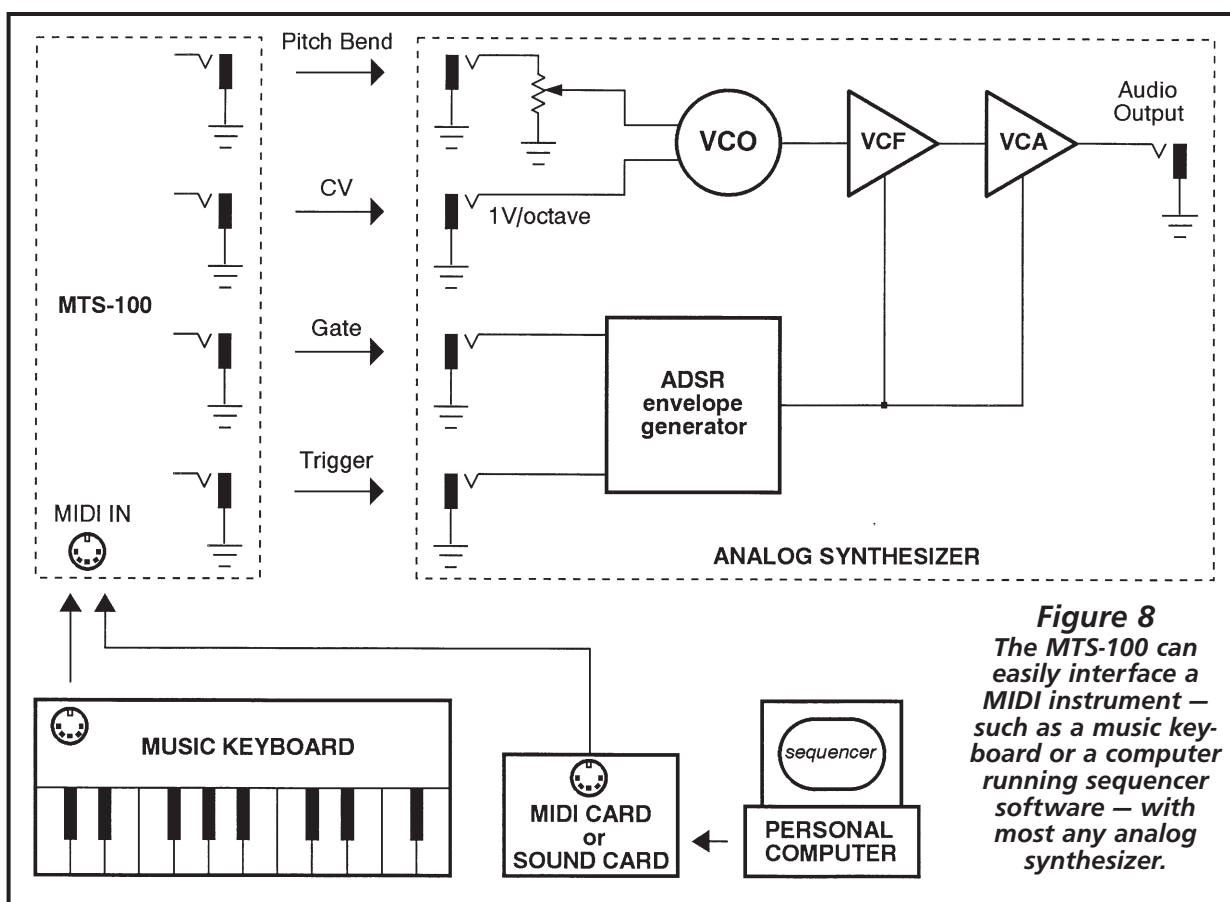 Pitch Bend
CV
1V/octave
MTS-100
Gate
Trigger
MIDI IN
VCO
VCF
VCA
Audio
Output
ADSR
envelope
generator
ANALOG SYNTHESIZER
MUSIC KEYBOARD
MIDI CARD
or
SOUND CARD
sequencer
PERSONAL
COMPUTER
Figure 8
The MTS-100 can
easily interface a
MIDI instrument —
such as a music key-
board or a computer
running sequencer
software — with
most any analog
synthesizer.